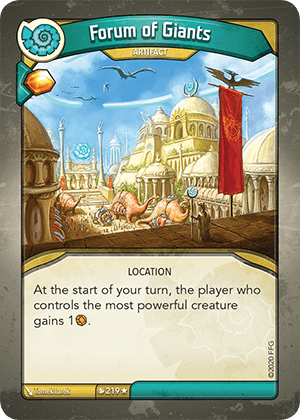 Forum of Giants
ARTIFACT
LOCATION
At the start of your turn, the player who
controls the most powerful creature
gains 1.
219
©2020 FFG